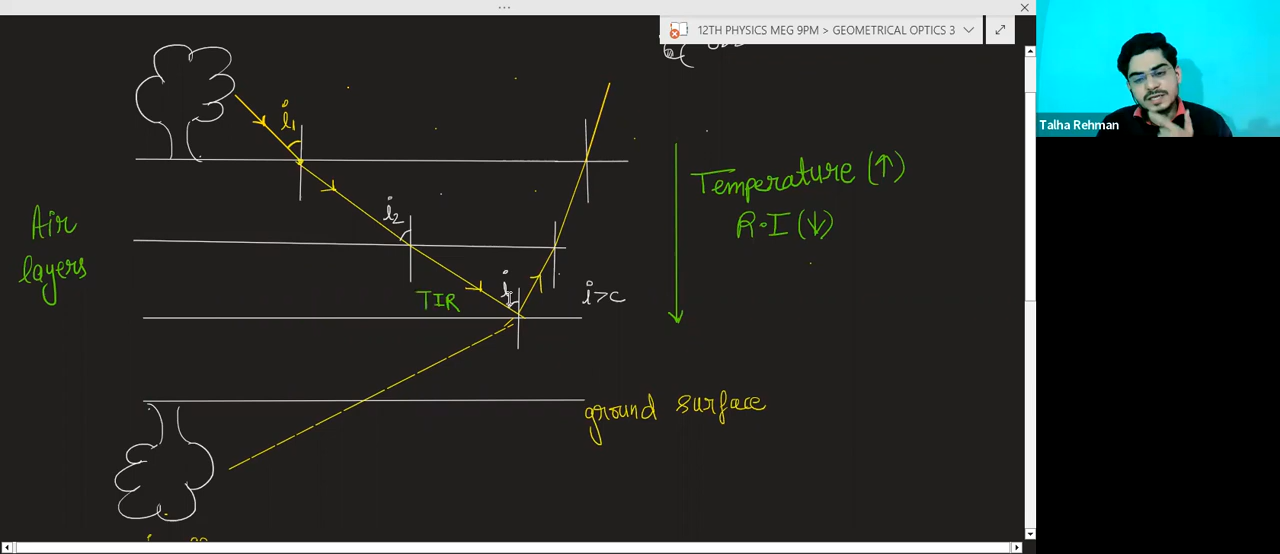 12TH PHYSICS MEG 9PM > GEOMETRICAL OPTICS 3
Talha Rehman
i₁
Temperature (↑)
R.I (↓)
i₂
Air
layers
i
TIR
i > c
ground surface